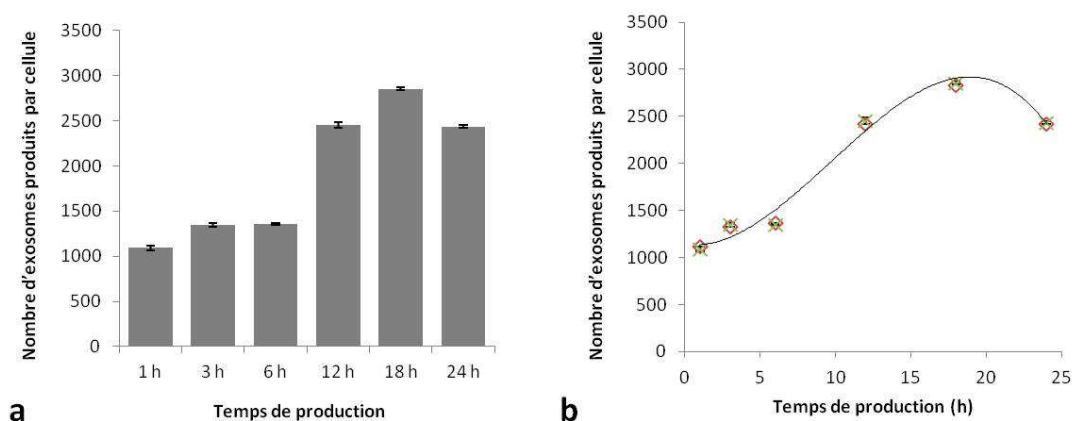 Nombre d'exosomes produits par cellule
3500
3000
2500
2000
1500
1000
500
0
1 h 3 h 6 h 12 h 18 h 24 h
Temps de production
a
Nombre d'exosomes produits par cellule
3500
3000
2500
2000
1500
1000
500
0
0 5 10 15 20 25
Temps de production (h)
b